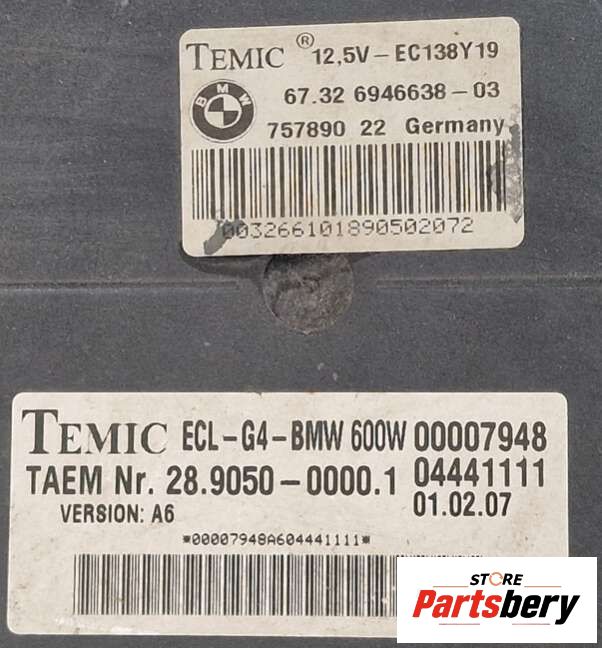 TEMIC ® 12,5V-EC138Y19
BMW
67.32 6946638-03
757890 22 Germany
003266101890502072
TEMIC ECL-G4-BMW 600W 00007948
TAEM Nr. 28.9050-0000.1 04441111
VERSION: A6 01.02.07
*00007948A604441111*
STORE
Partsbery